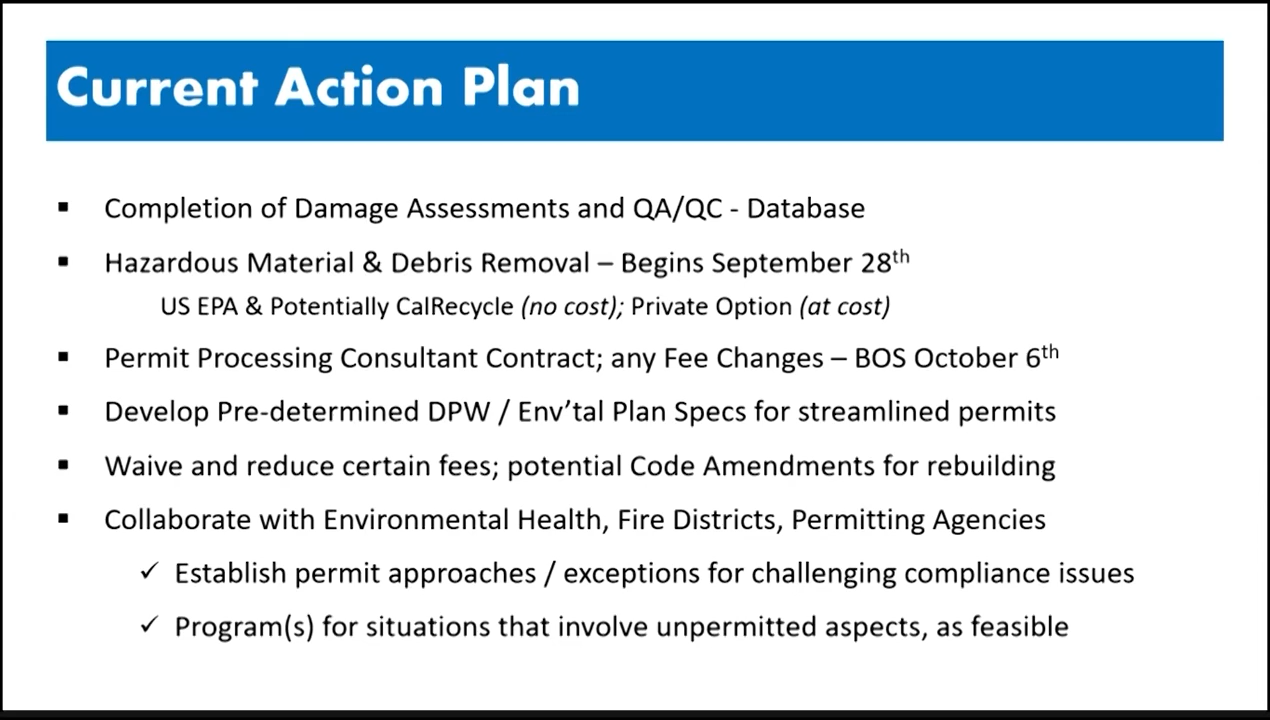 Current Action Plan
▪ Completion of Damage Assessments and QA/QC - Database
▪ Hazardous Material & Debris Removal – Begins September 28th
US EPA & Potentially CalRecycle (no cost); Private Option (at cost)
▪ Permit Processing Consultant Contract; any Fee Changes – BOS October 6th
▪ Develop Pre-determined DPW / Env’tal Plan Specs for streamlined permits
▪ Waive and reduce certain fees; potential Code Amendments for rebuilding
▪ Collaborate with Environmental Health, Fire Districts, Permitting Agencies
✓ Establish permit approaches / exceptions for challenging compliance issues
✓ Program(s) for situations that involve unpermitted aspects, as feasible